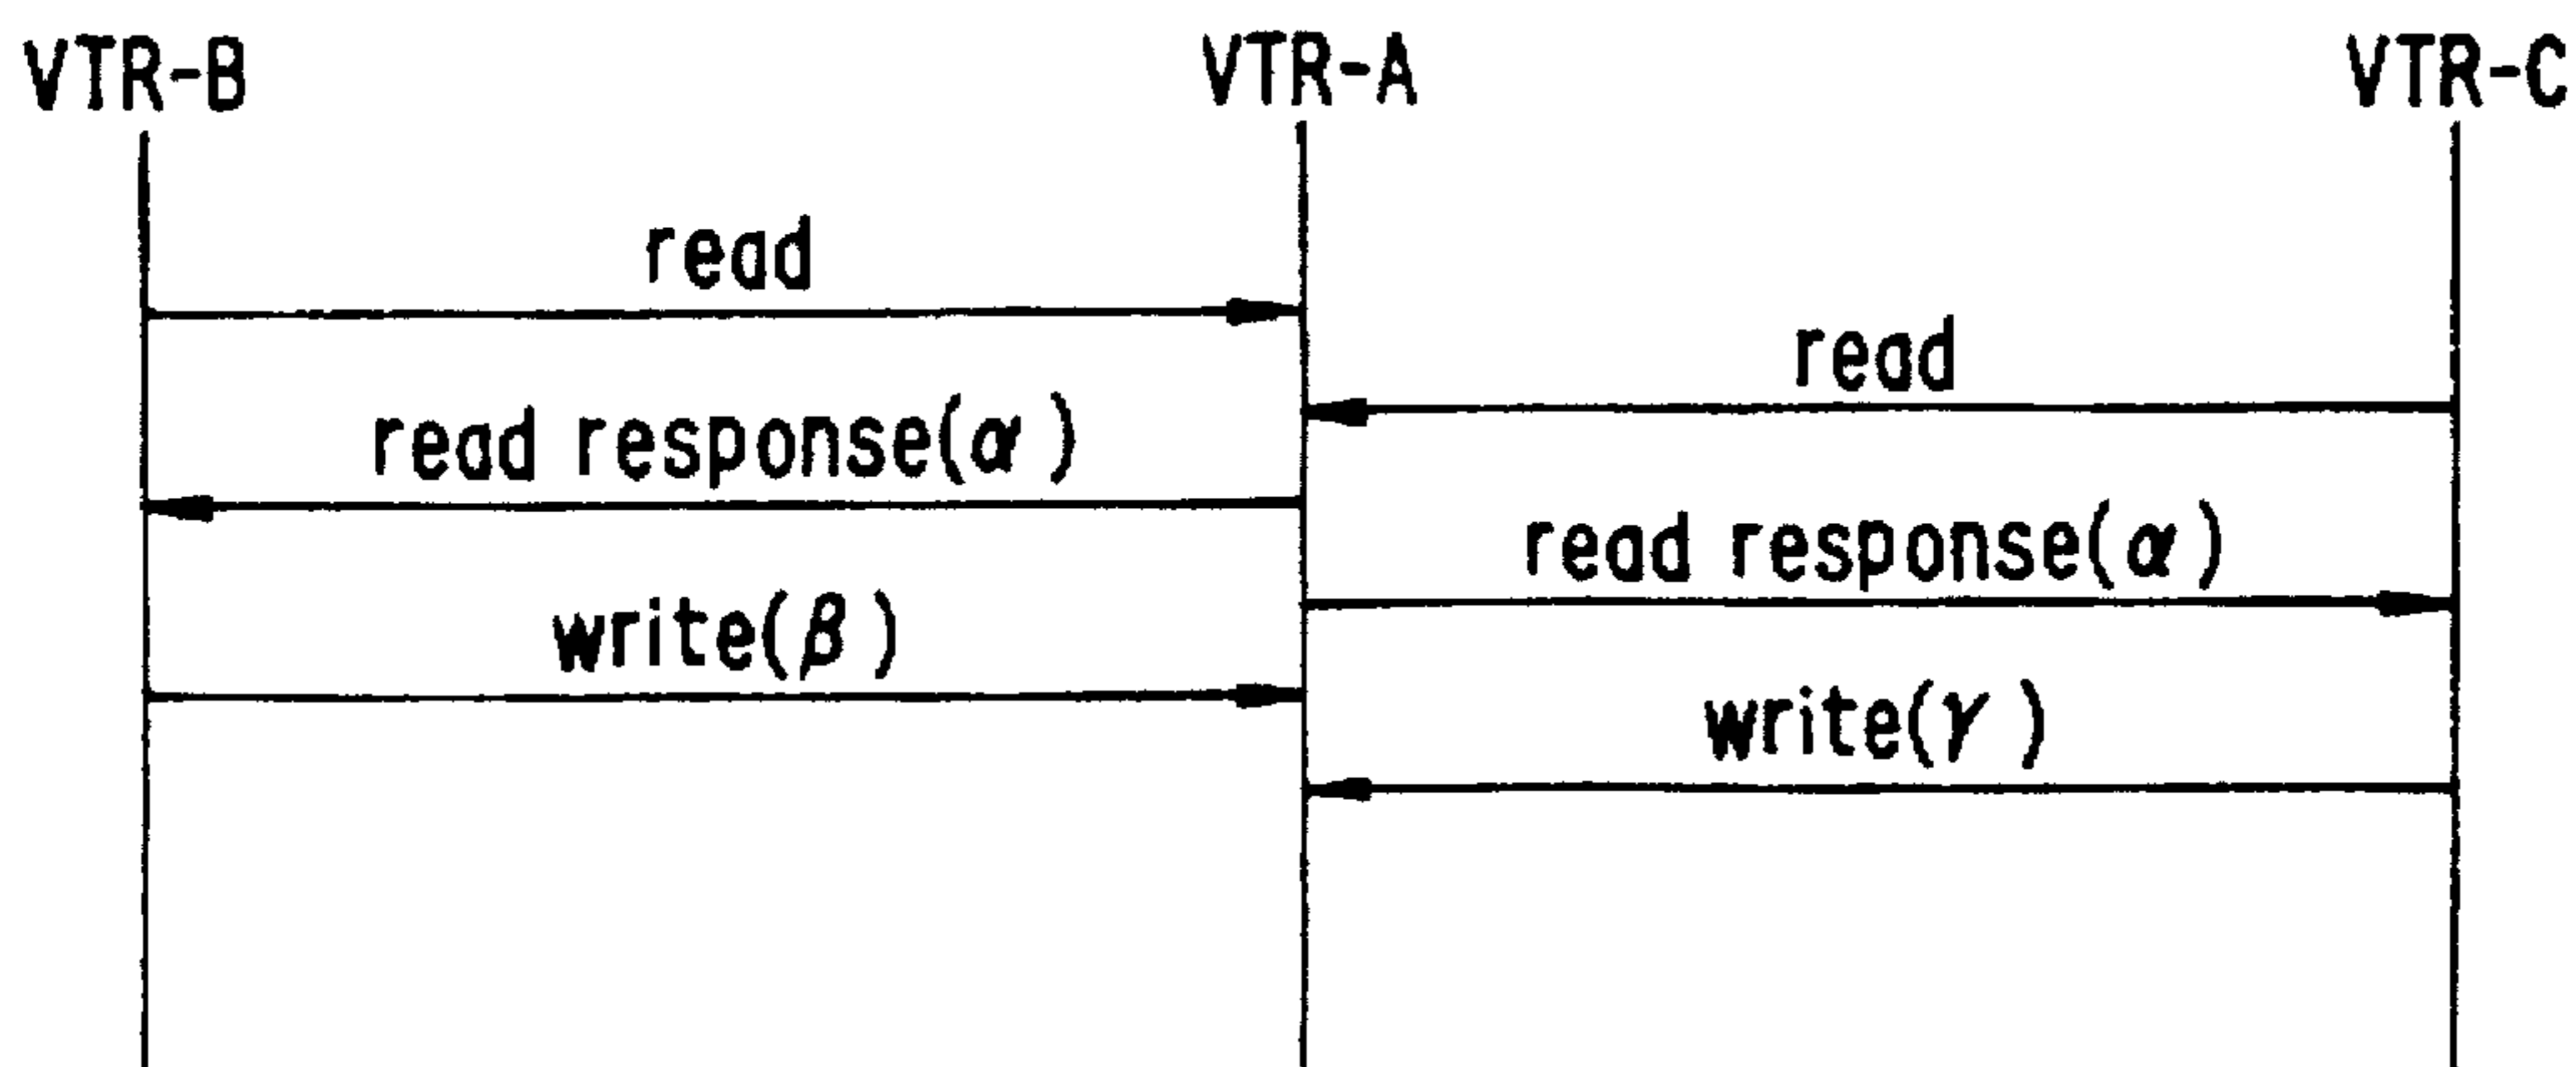 VTR-B VTR-A VTR-C
read
read
read response(α)
read response(α)
write(β)
write(γ)